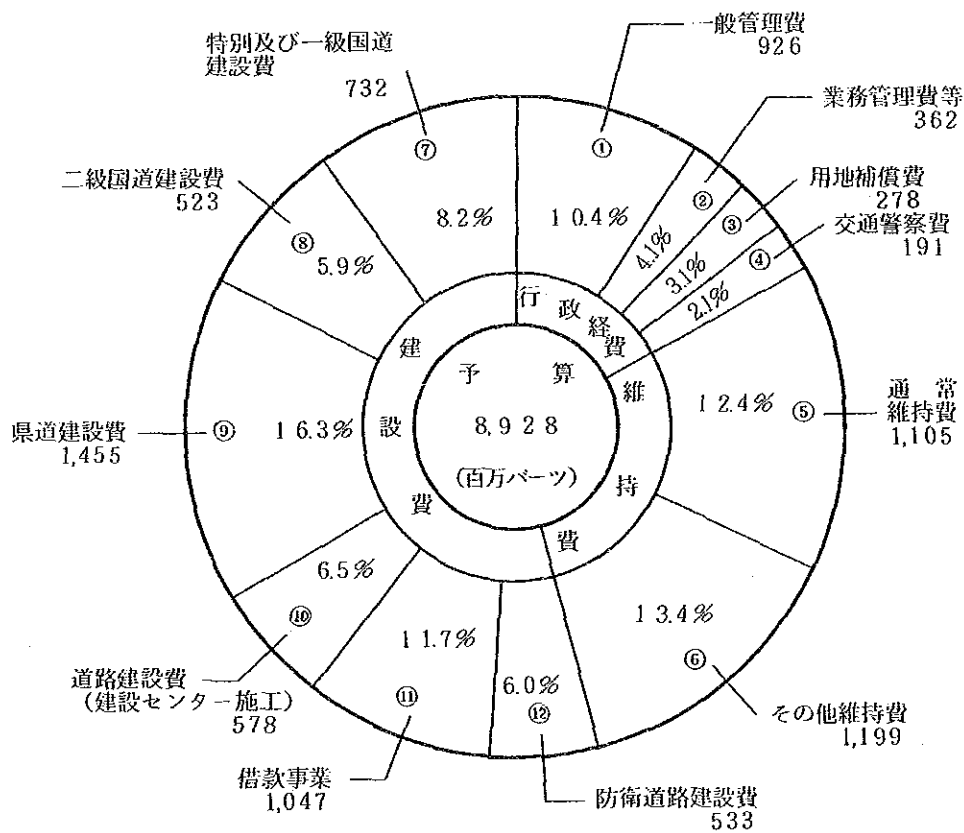 一般管理費
926
特別及び一級国道
建設費
732
業務管理費等
362
用地補償費
278
交通警察費
191
二級国道建設費
523
通常
維持費
1,105
県道建設費
1,455
道路建設費
(建設センター施工)
578
借款事業
1,047
防衛道路建設費
533
その他維持費
1,199
① 10.4%
② 4.1%
③ 3.1%
④ 2.1%
⑤ 12.4%
⑥ 13.4%
⑦ 8.2%
⑧ 5.9%
⑨ 16.3%
⑩ 6.5%
⑪ 11.7%
⑫ 6.0%
行政経費
維持費
建設費
予算
8,928
(百万バーツ)